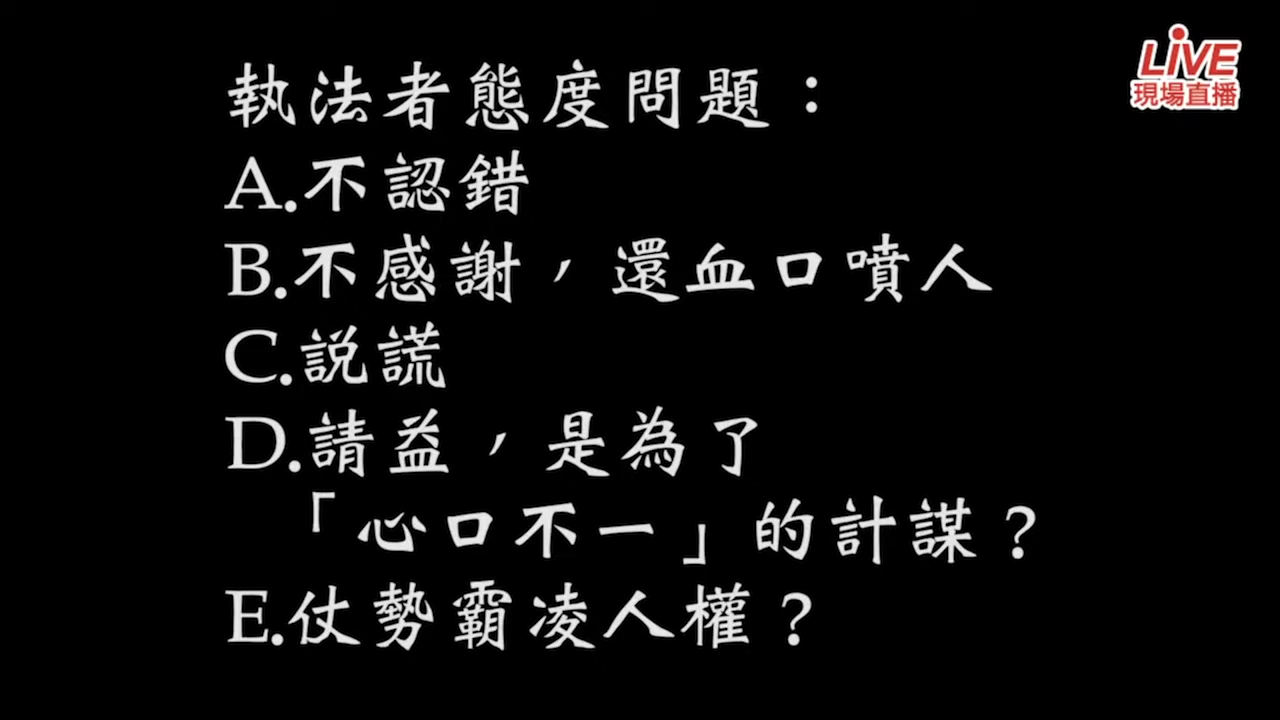 LIVE
現場直播
執法者態度問題：
A.不認錯
B.不感謝，還血口噴人
C.説謊
D.請益，是為了
「心口不一」的計謀？
E.仗勢霸凌人權？